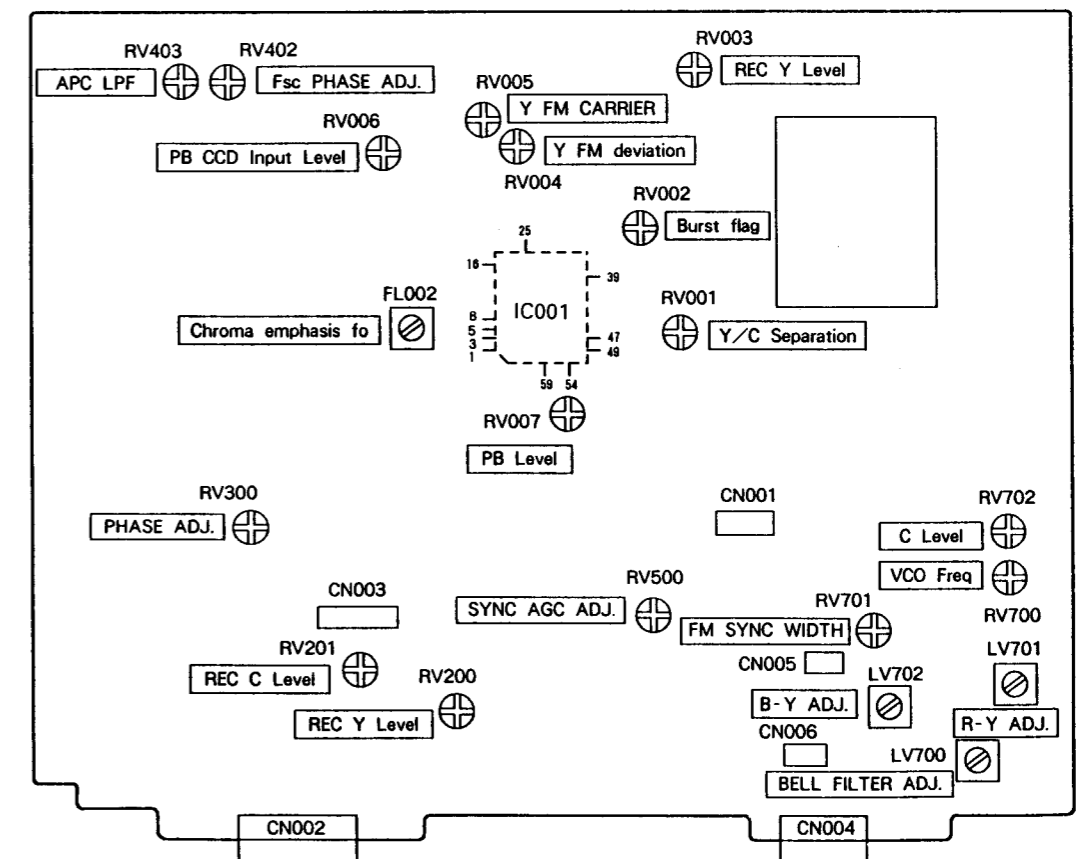 RV403
RV402
RV003
APC LPF
Fsc PHASE ADJ.
REC Y Level
RV005
Y FM CARRIER
RV006
PB CCD Input Level
Y FM deviation
RV004
RV002
Burst flag
25
16
39
FL002
IC001
RV001
Chroma emphasis fo
8
5
3
1
47
49
Y/C Separation
59
54
RV007
PB Level
RV300
CN001
RV702
PHASE ADJ.
C Level
VCO Freq
CN003
RV500
SYNC AGC ADJ.
RV701
RV700
FM SYNC WIDTH
RV201
REC C Level
CN005
LV701
RV200
LV702
B-Y ADJ.
REC Y Level
R-Y ADJ.
CN006
LV700
BELL FILTER ADJ.
CN002
CN004